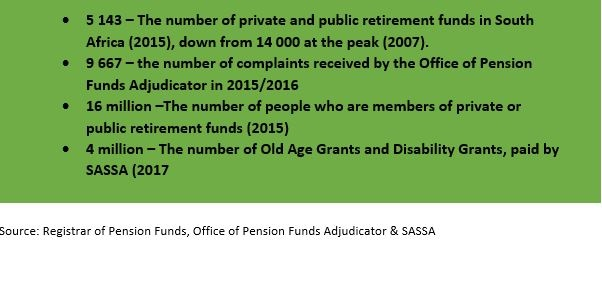 • 5 143 – The number of private and public retirement funds in South
Africa (2015), down from 14 000 at the peak (2007).
• 9 667 – the number of complaints received by the Office of Pension
Funds Adjudicator in 2015/2016
• 16 million –The number of people who are members of private or
public retirement funds (2015)
• 4 million – The number of Old Age Grants and Disability Grants, paid by
SASSA (2017
Source: Registrar of Pension Funds, Office of Pension Funds Adjudicator & SASSA